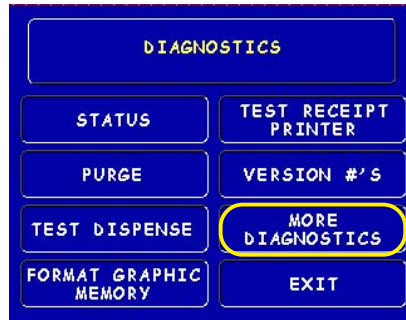 DIAGNOSTICS
STATUS
TEST RECEIPT
PRINTER
PURGE
VERSION #'S
TEST DISPENSE
MORE
DIAGNOSTICS
FORMAT GRAPHIC
MEMORY
EXIT